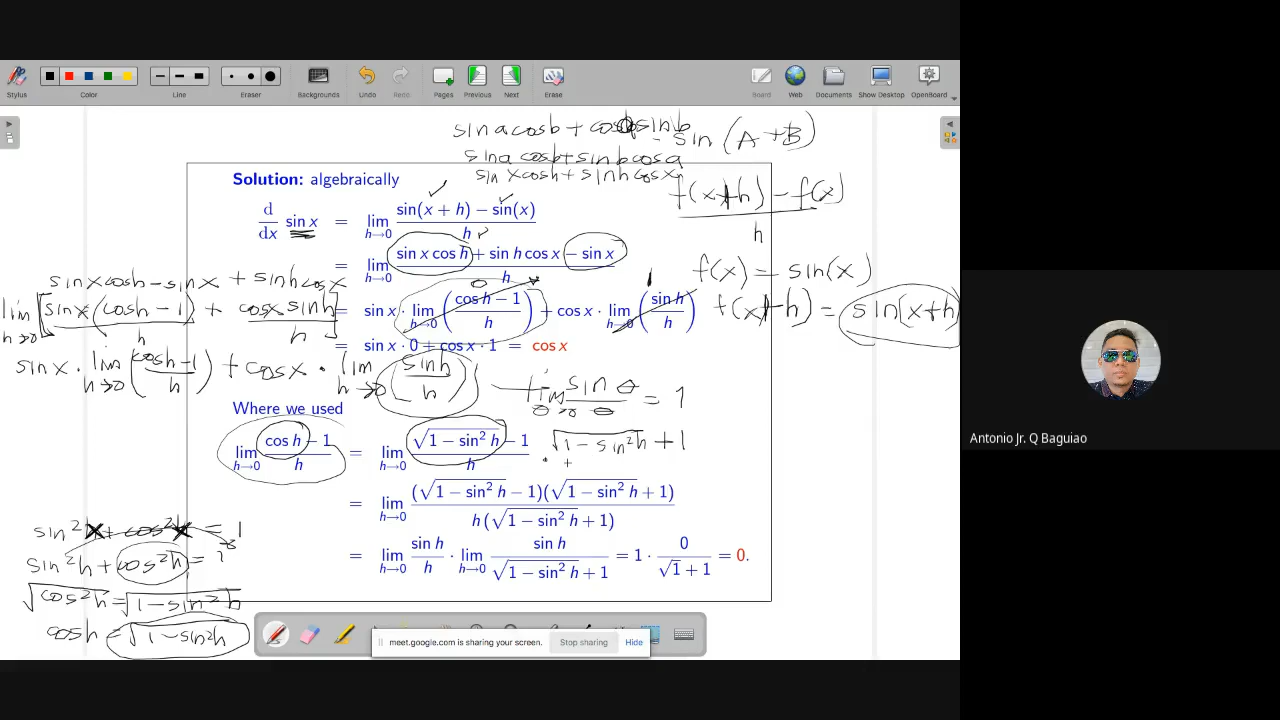 Stylus Color Line Eraser Backgrounds Undo Redo Pages Previous Next Erase Board Web Documents Show Desktop OpenBoard
sin a cos b + cos a sin b = sin (A + B)
sin a cos b + sin b cos a
sin x cos h + sin h cos x
Solution: algebraically
d/dx sin x = lim h→0 sin(x + h) − sin(x) / h
= lim h→0 sin x cos h + sin h cos x − sin x / h
= sin x · lim h→0 (cos h − 1 / h) + cos x · lim h→0 (sin h / h)
0
1
= sin x · 0 + cos x · 1 = cos x
f(x+h) − f(x) / h
f(x) = sin(x)
f(x+h) = sin(x+h)
sin x cos h − sin x + sin h cos x
lim h→0 [sin x (cos h − 1) / h + cos x sin h / h]
sin x · lim h→0 (cos h − 1 / h) + cos x · lim h→0 (sin h / h)
lim θ→0 sin θ / θ = 1
Where we used
lim h→0 cos h − 1 / h = lim h→0 √1 − sin² h − 1 / h
· √1 − sin² h + 1
= lim h→0 (√1 − sin² h − 1)(√1 − sin² h + 1) / h(√1 − sin² h + 1)
= lim h→0 sin h / h · lim h→0 sin h / √1 − sin² h + 1 = 1 · 0 / √1 + 1 = 0.
sin² x + cos² x = 1
sin² h + cos² h = 1
√cos² h = √1 − sin² h
cos h = √1 − sin² h
meet.google.com is sharing your screen. Stop sharing Hide
Antonio Jr. Q Baguiao